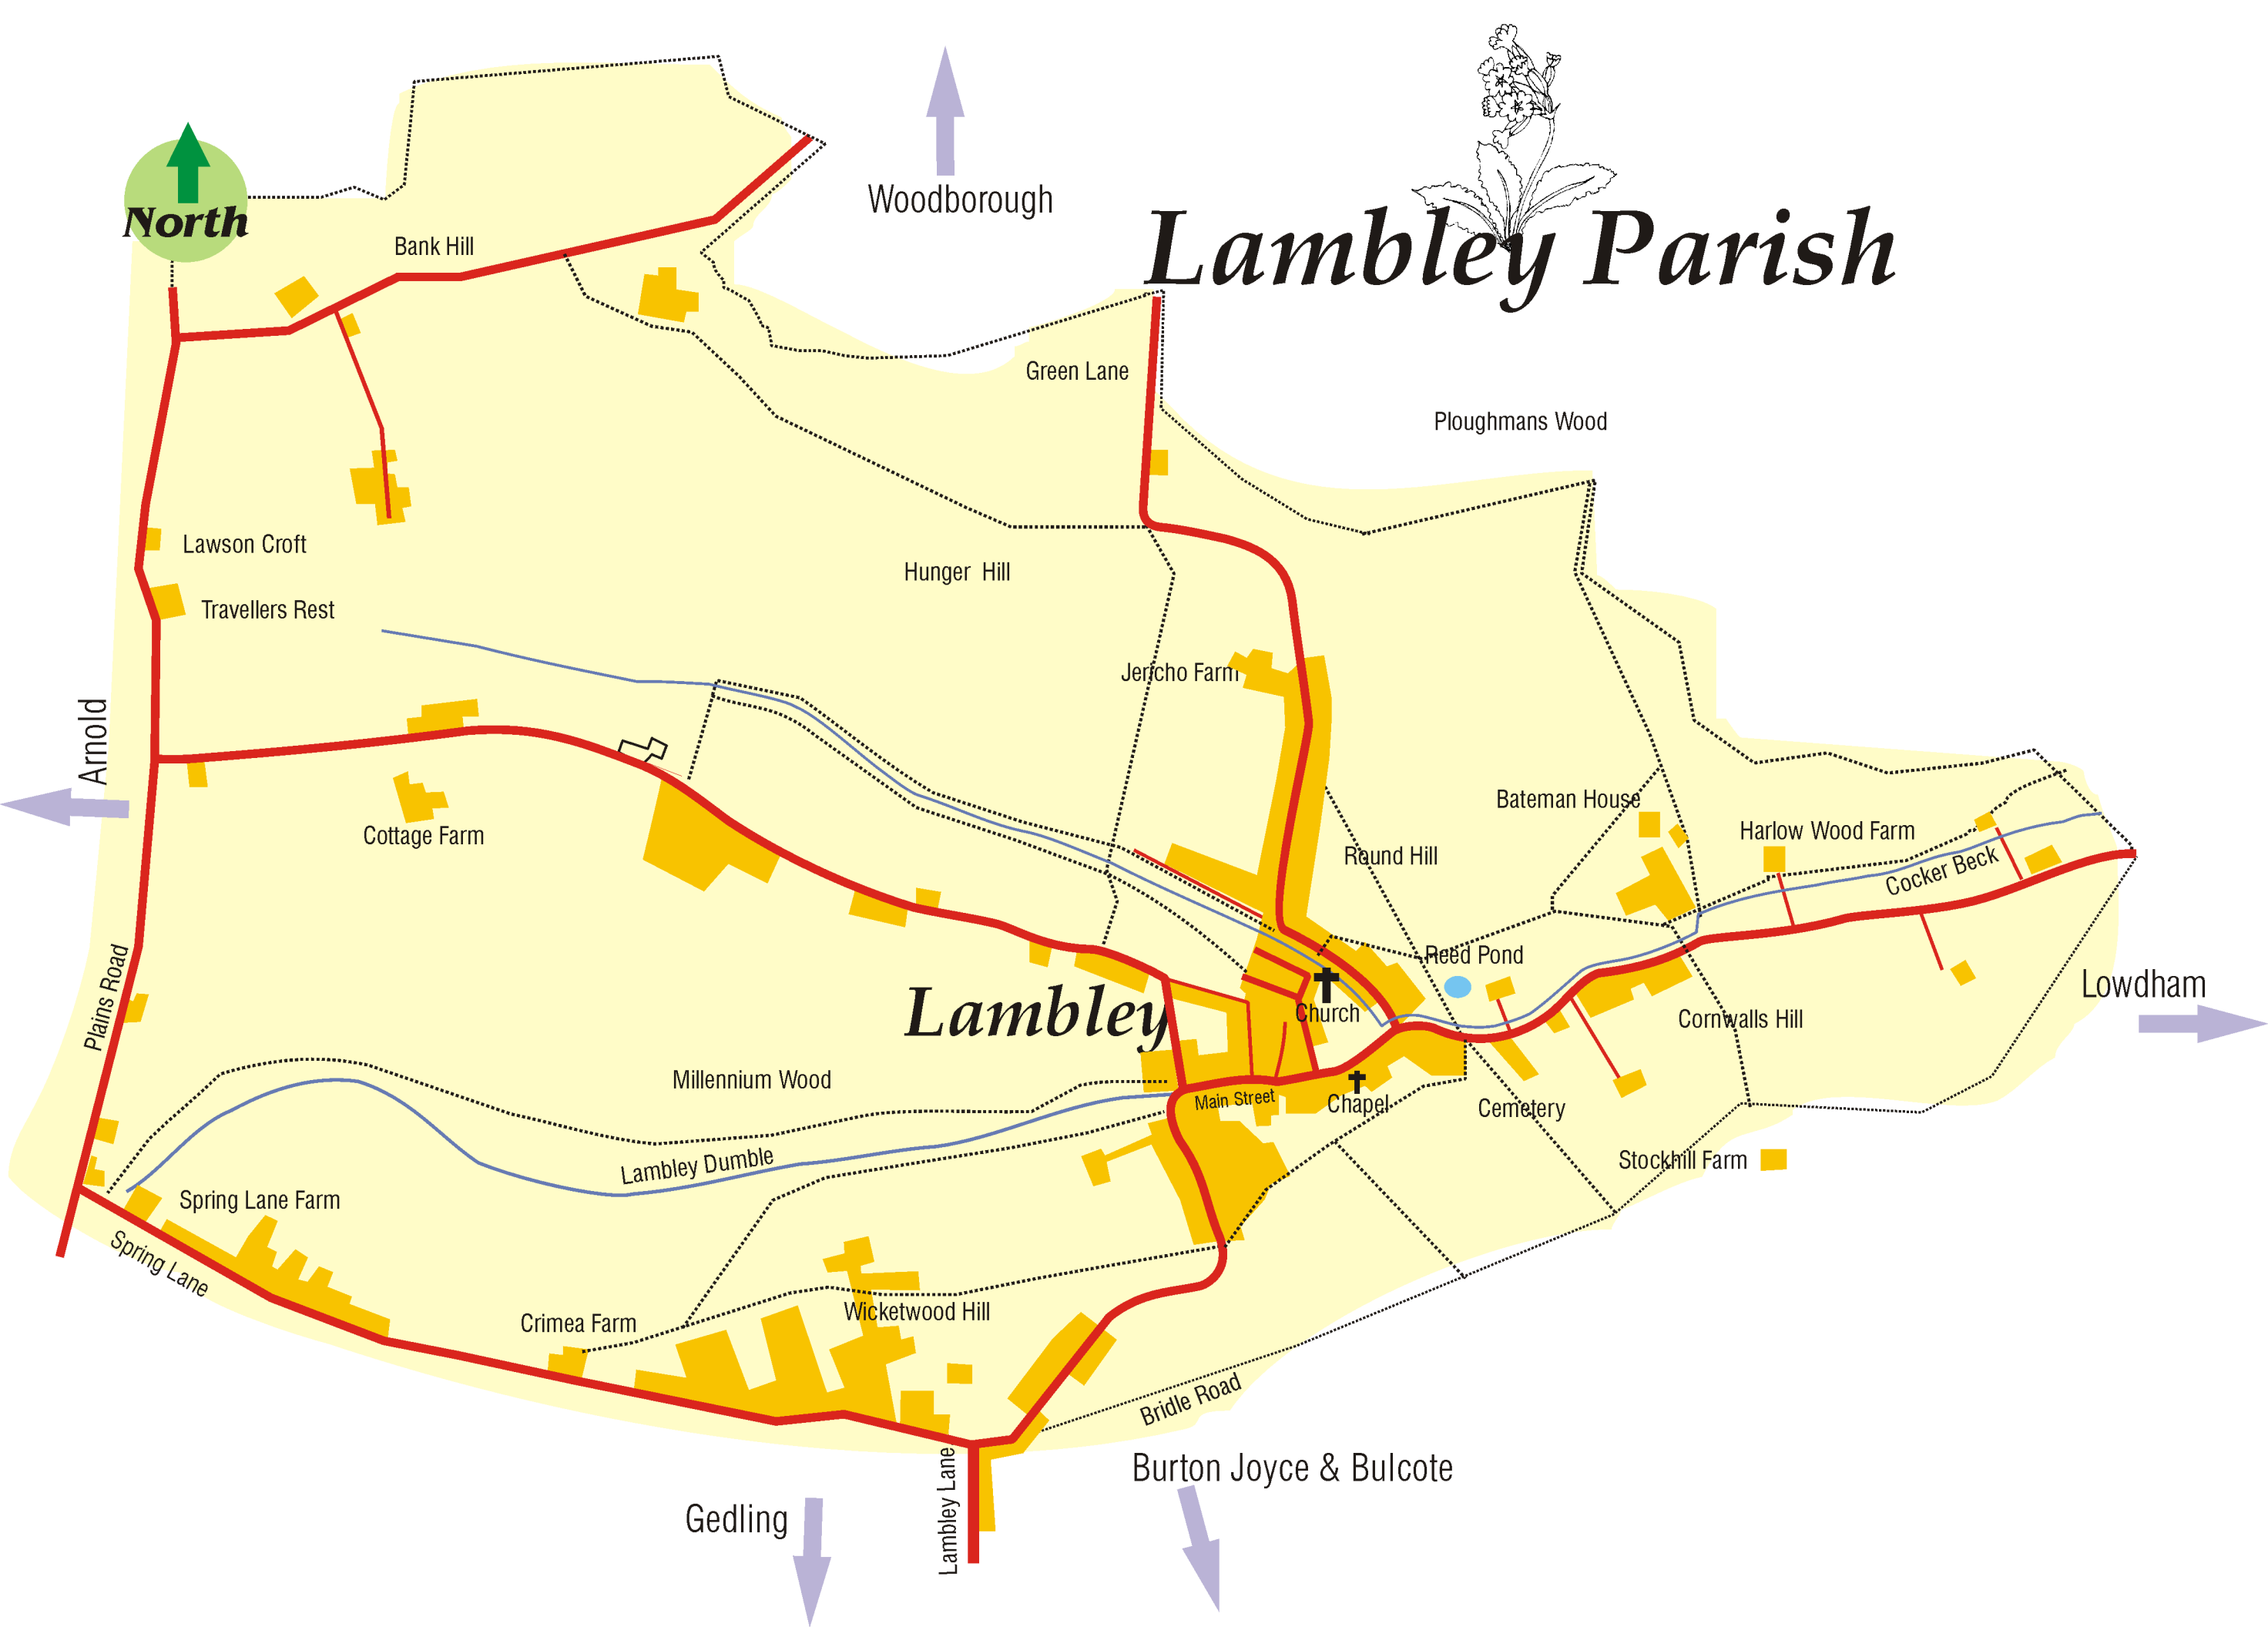 Woodborough
North
Lambley Parish
Bank Hill
Green Lane
Ploughmans Wood
Lawson Croft
Hunger Hill
Travellers Rest
Jericho Farm
Arnold
Bateman House
Cottage Farm
Harlow Wood Farm
Round Hill
Cocker Beck
Reed Pond
Plains Road
Lowdham
Lambley
Church
Cornwalls Hill
Millennium Wood
Main Street
Chapel
Cemetery
Lambley Dumble
Stockhill Farm
Spring Lane Farm
Spring Lane
Wicketwood Hill
Crimea Farm
Bridle Road
Burton Joyce & Bulcote
Lambley Lane
Gedling